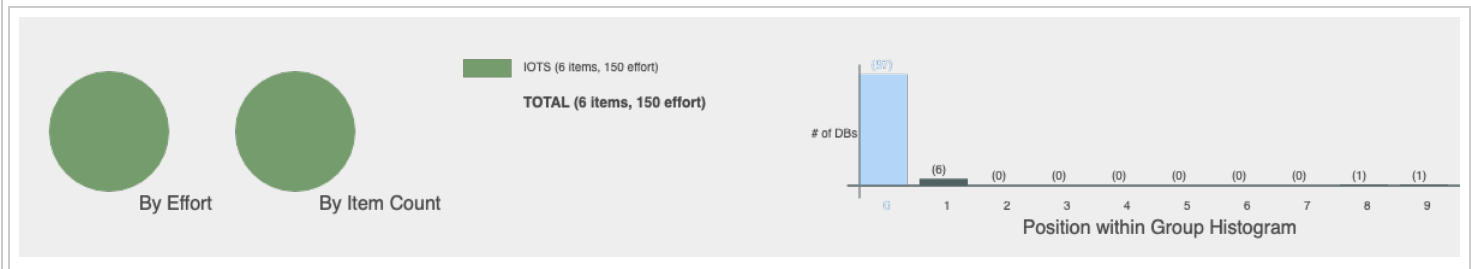 By Effort
By Item Count
IOTS (6 items, 150 effort)
TOTAL (6 items, 150 effort)
# of DBs
(6) (0) (0) (0) (0) (0) (0) (1) (1)
1 2 3 4 5 6 7 8 9
Position within Group Histogram